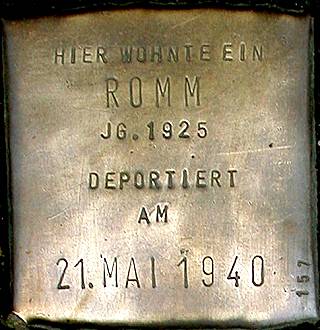 HIER WOHNTE EIN
ROMM
JG. 1925
DEPORTIERT
AM
21. MAI 1940
157